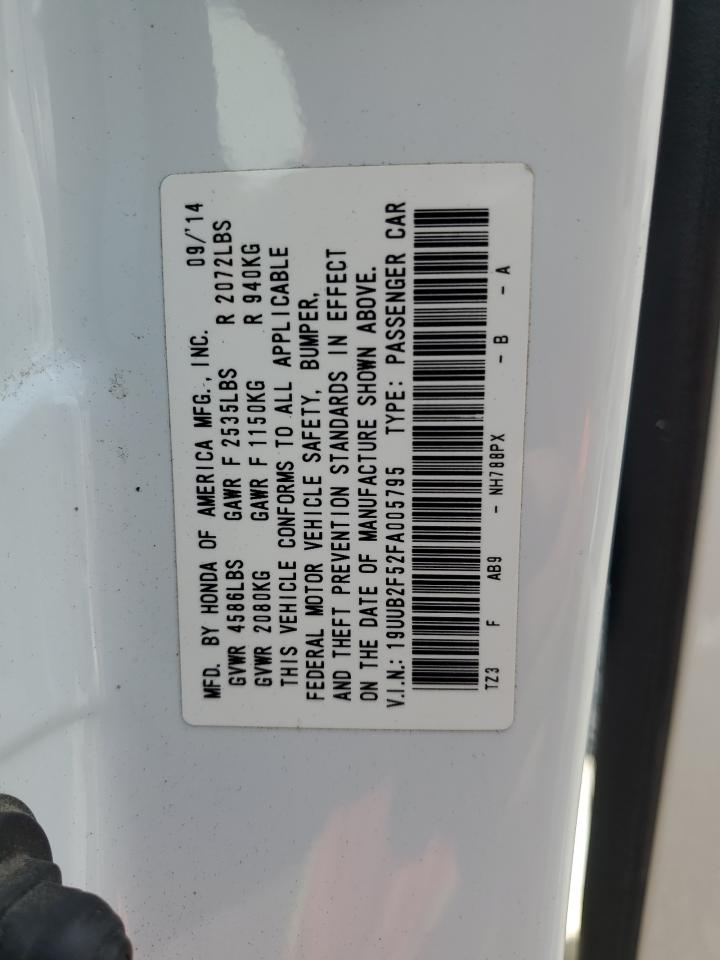 MFD. BY HONDA OF AMERICA MFG., INC. 09/'14
GVWR 4586LBS GAWR F 2535LBS R 2072LBS
GVWR 2080KG GAWR F 1150KG R 940KG
THIS VEHICLE CONFORMS TO ALL APPLICABLE
FEDERAL MOTOR VEHICLE SAFETY, BUMPER,
AND THEFT PREVENTION STANDARDS IN EFFECT
ON THE DATE OF MANUFACTURE SHOWN ABOVE.
V.I.N.: 19UUB2F52FA005795 TYPE: PASSENGER CAR
TZ3 F AB9 - NH788PX - B - A